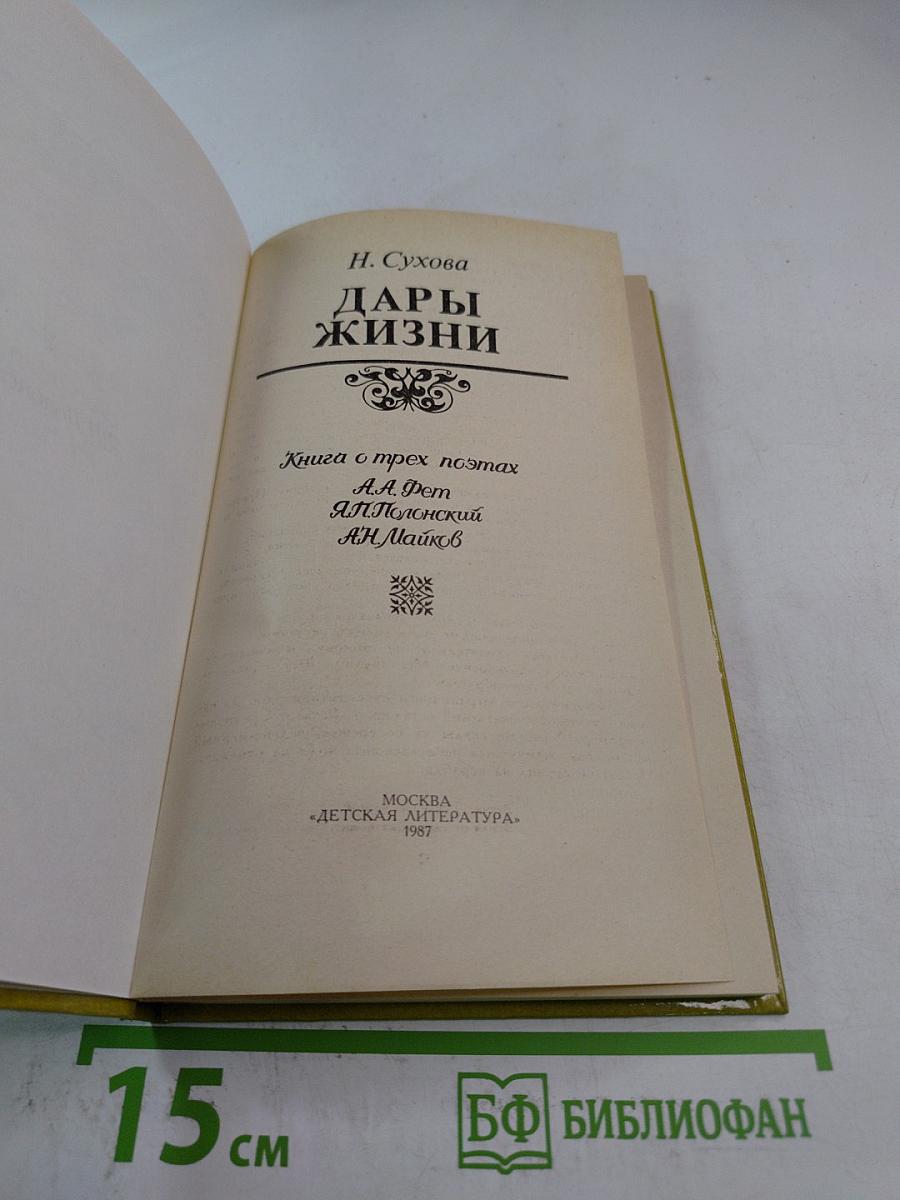 Н. Сухова
ДАРЫ
ЖИЗНИ
Книга о трех поэтах
А.А. Фет
Я.П. Полонский
А.Н. Майков
МОСКВА
«ДЕТСКАЯ ЛИТЕРАТУРА»
1987
15 см
БФ БИБЛИОФАН